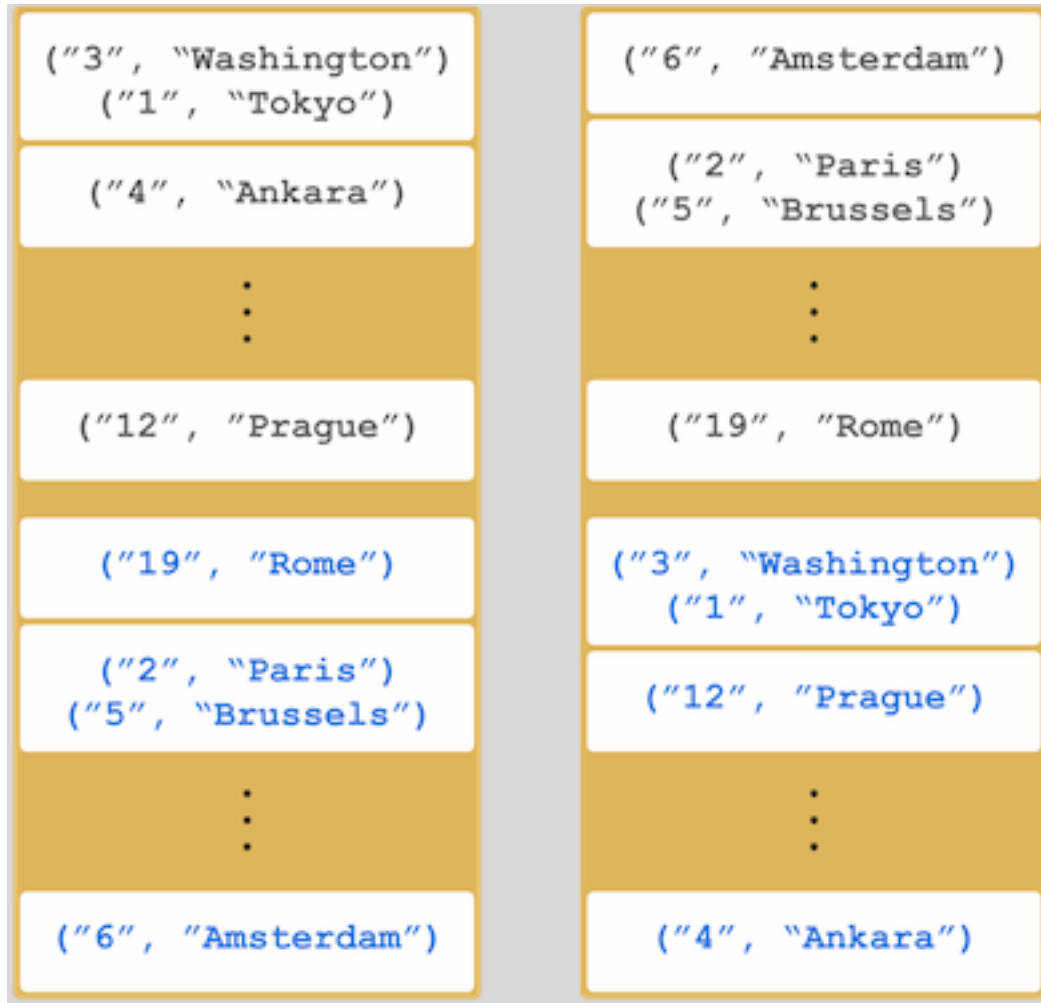 (″3″, “Washington″)
(″1″, “Tokyo″)
(″4″, “Ankara″)
(″12″, ″Prague″)
(″19″, ″Rome″)
(″2″, “Paris″)
(″5″, “Brussels″)
(″6″, ″Amsterdam″)
(″6″, ″Amsterdam″)
(″2″, “Paris″)
(″5″, “Brussels″)
(″19″, ″Rome″)
(″3″, “Washington″)
(″1″, “Tokyo″)
(″12″, ″Prague″)
(″4″, “Ankara″)